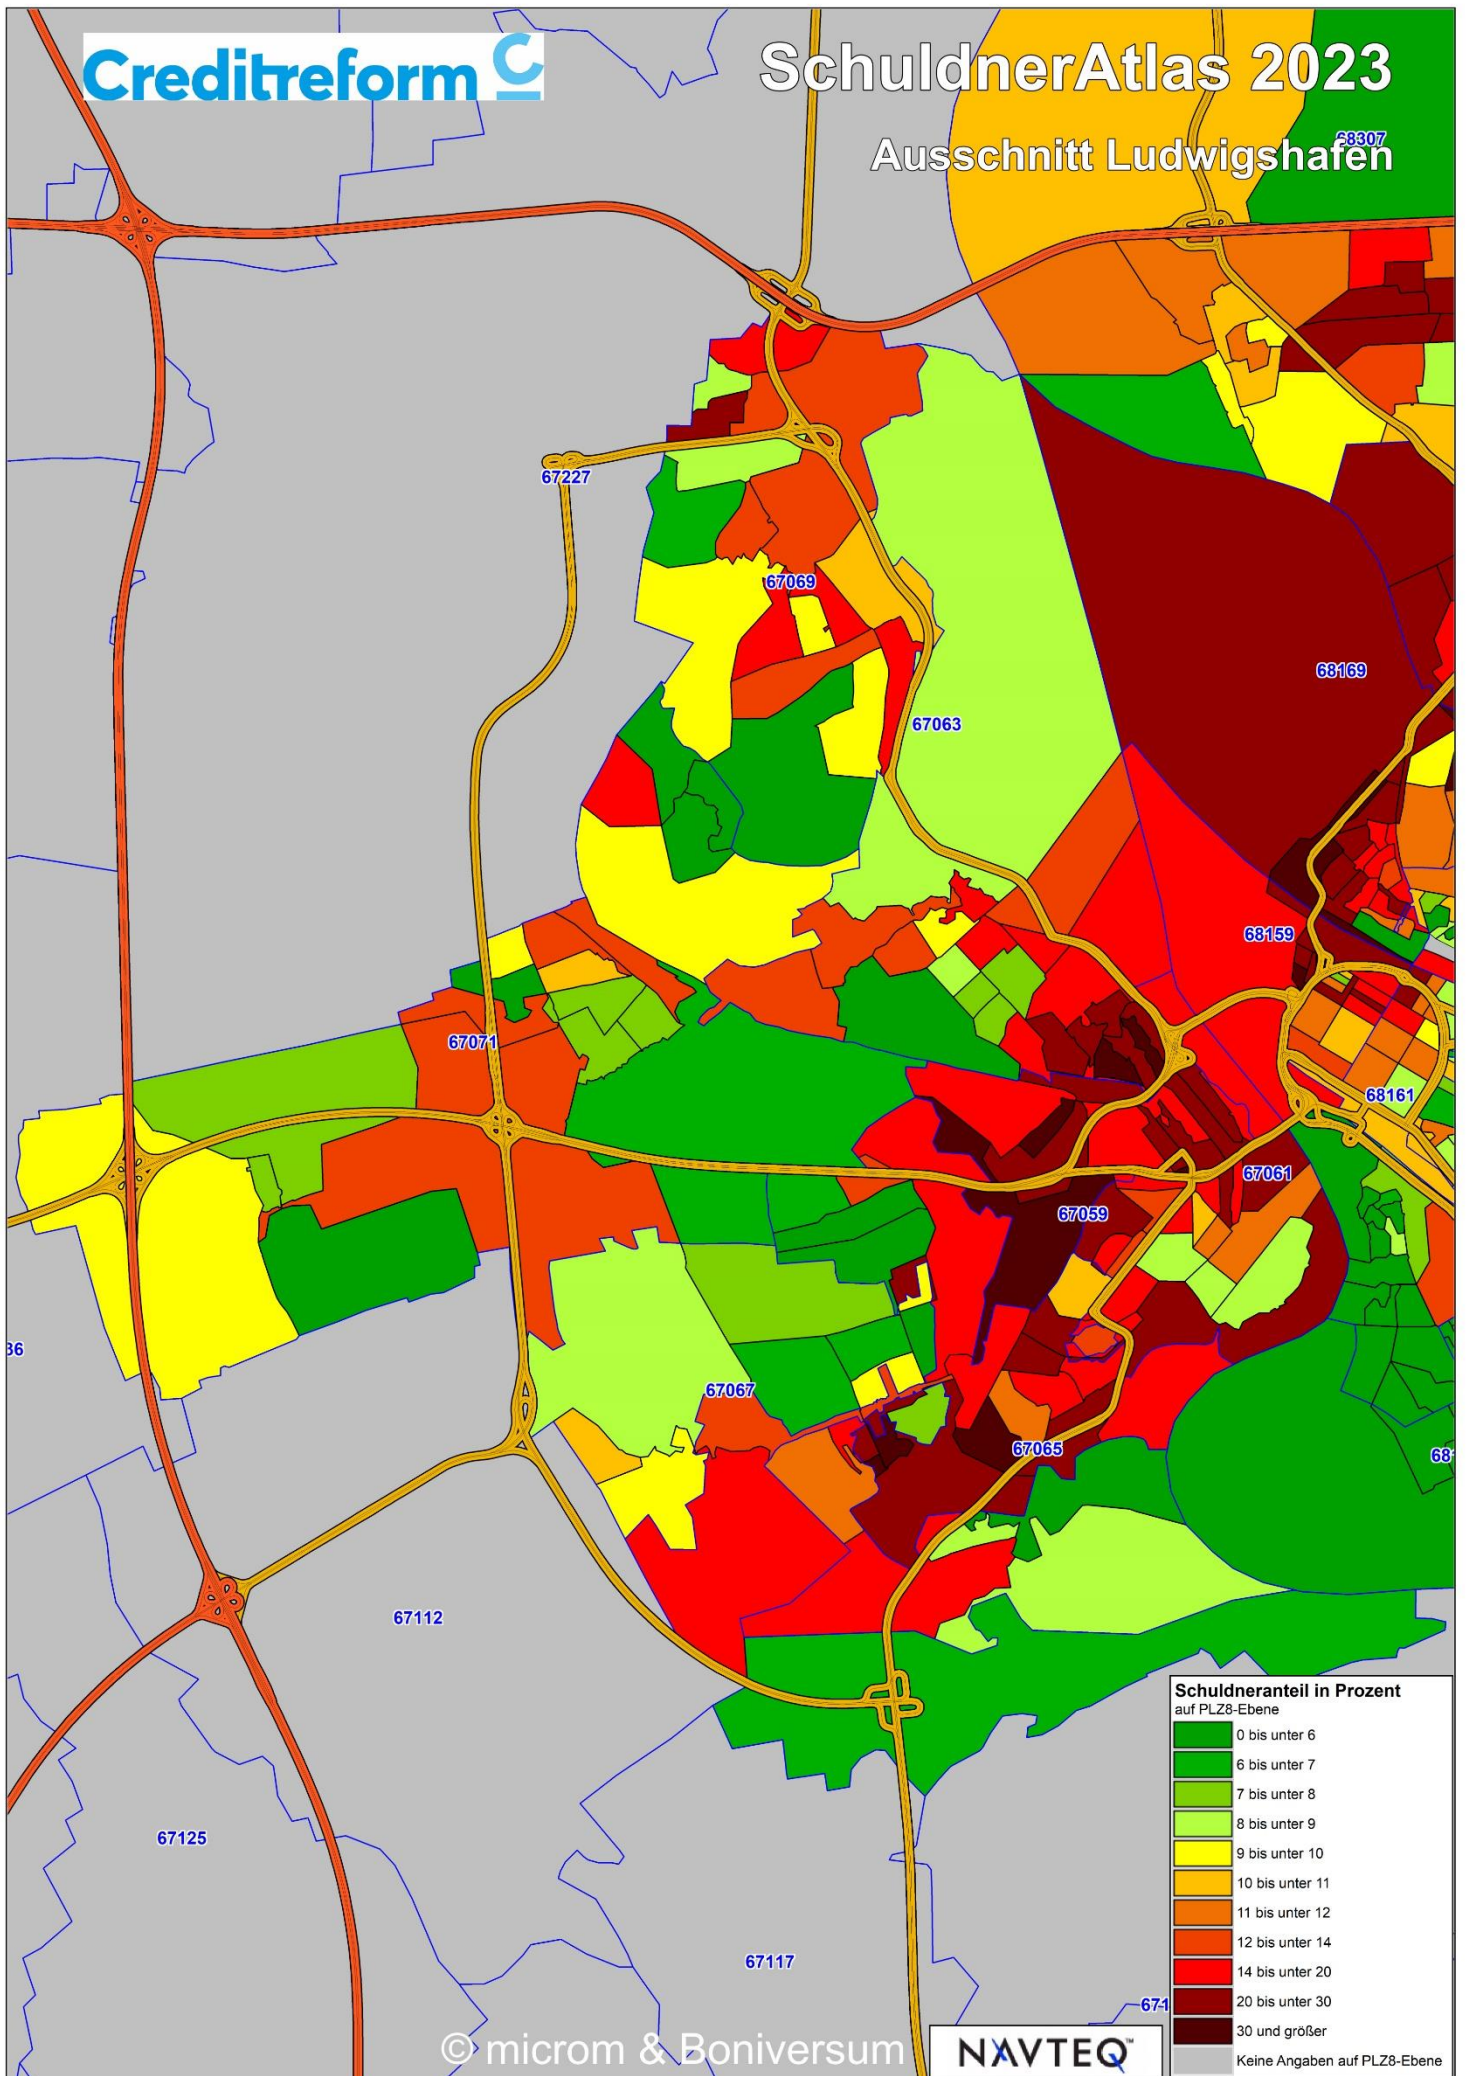 Creditreform C
SchuldnerAtlas 2023
Ausschnitt Ludwigshafen
68307
67227
67069
68169
67063
68159
67071
68161
67061
67059
36
67067
67065
68
67112
67125
67117
671
Schuldneranteil in Prozent
auf PLZ8-Ebene
0 bis unter 6
6 bis unter 7
7 bis unter 8
8 bis unter 9
9 bis unter 10
10 bis unter 11
11 bis unter 12
12 bis unter 14
14 bis unter 20
20 bis unter 30
30 und größer
Keine Angaben auf PLZ8-Ebene
© microm & Boniversum
NAVTEQ™